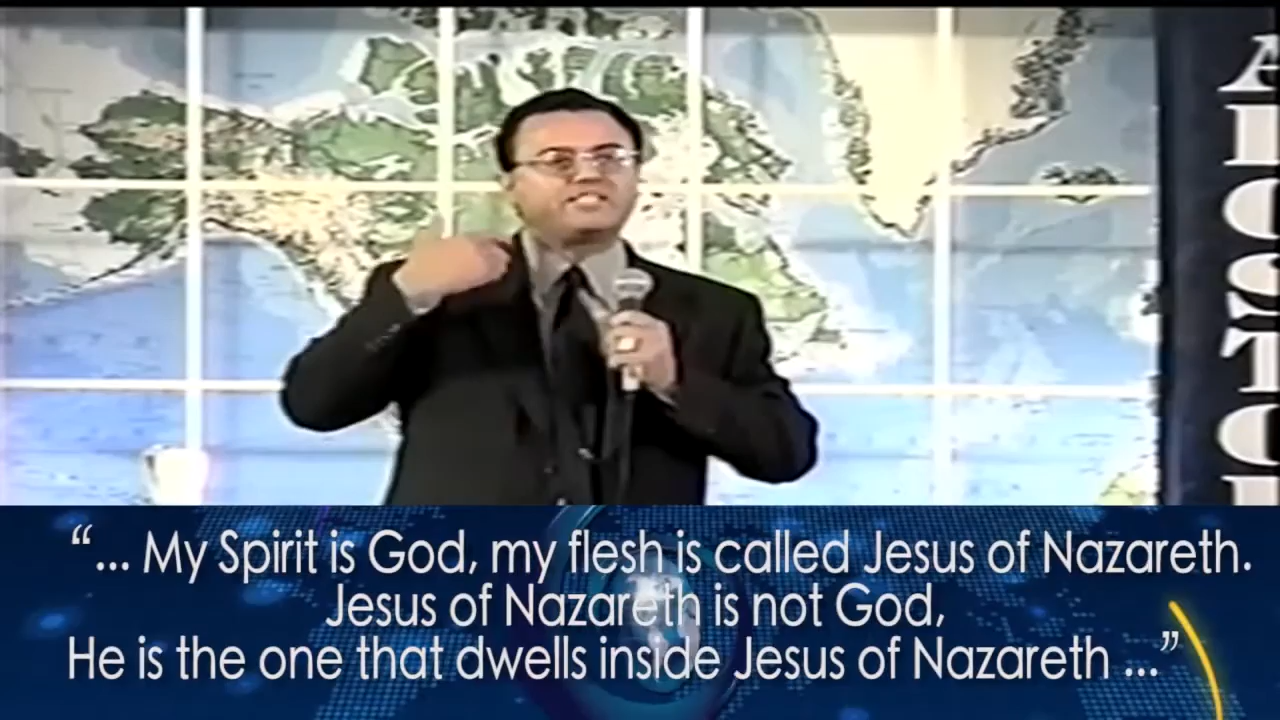 “... My Spirit is God, my flesh is called Jesus of Nazareth.
Jesus of Nazareth is not God,
He is the one that dwells inside Jesus of Nazareth ...”